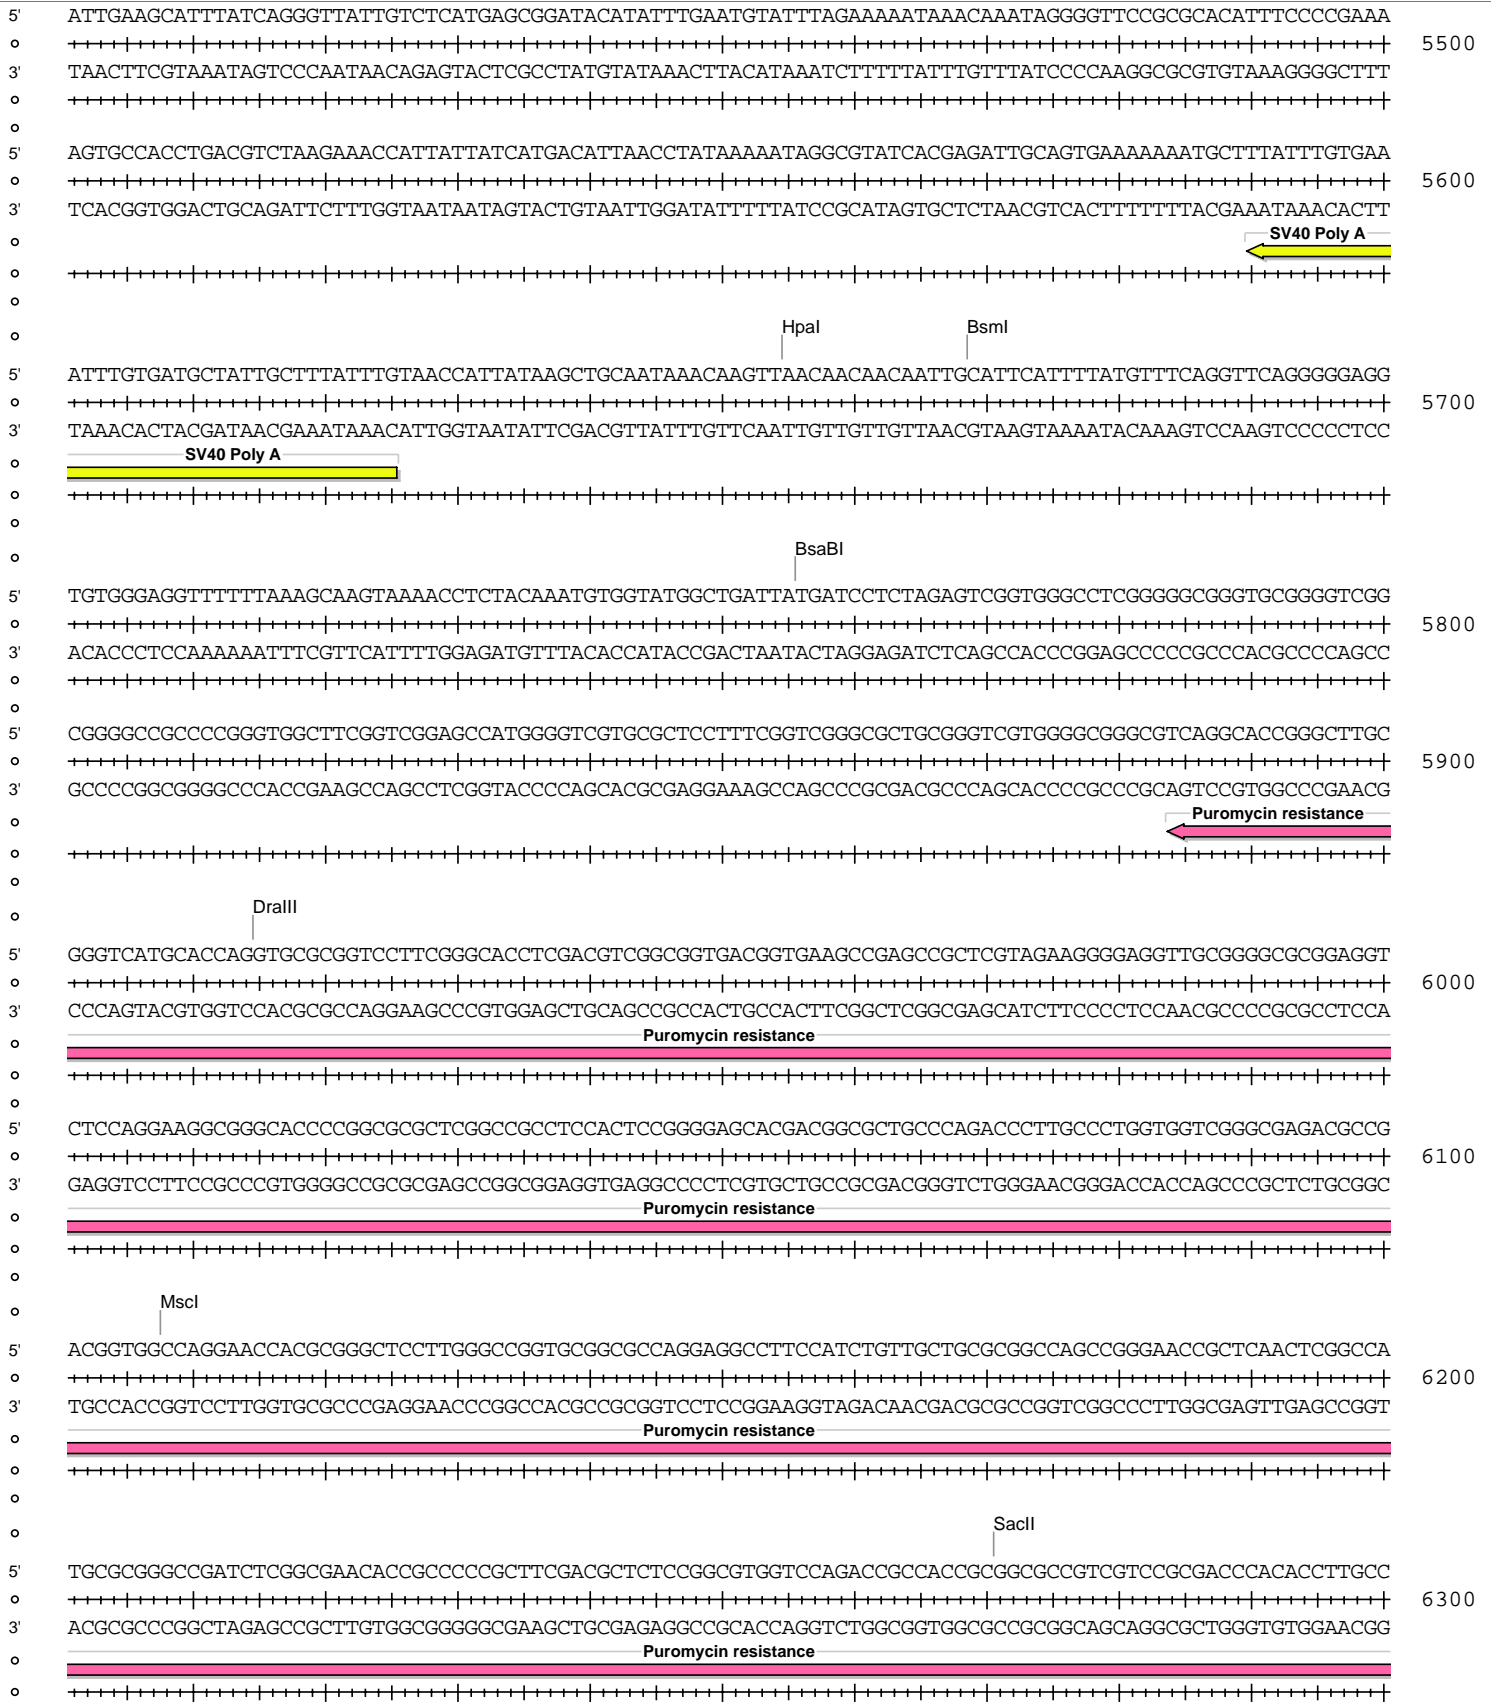 5' ATTGAAGCATTTATCAGGGTTATTGTCTCATGAGCGGATACATATTTGAATGTATTTAGAAAAATAAACAAATAGGGGTTCCGCGCACATTTCCCCGAAA
5500
3' TAACTTCGTAAATAGTCCCAATAACAGAGTACTCGCCTATGTATAAACTTACATAAATCTTTTTATTTGTTTATCCCCAAGGCGCGTGTAAAGGGGCTTT
5' AGTGCCACCTGACGTCTAAGAAACCATTATTATCATGACATTAACCTATAAAAATAGGCGTATCACGAGATTGCAGTGAAAAAAATGCTTTATTTGTGAA
5600
3' TCACGGTGGACTGCAGATTCTTTGGTAATAATAGTACTGTAATTGGATATTTTTATCCGCATAGTGCTCTAACGTCACTTTTTTTACGAAATAAACACTT
SV40 Poly A
HpaI BsmI
5' ATTTGTGATGCTATTGCTTTATTTGTAACCATTATAAGCTGCAATAAACAAGTTAACAACAACAATTGCATTCATTTTATGTTTCAGGTTCAGGGGGAGG
5700
3' TAAACACTACGATAACGAAATAAACATTGGTAATATTCGACGTTATTTGTTCAATTGTTGTTGTTAACGTAAGTAAAATACAAAGTCCAAGTCCCCCTCC
SV40 Poly A
BsaBI
5' TGTGGGAGGTTTTTTAAAGCAAGTAAAACCTCTACAAATGTGGTATGGCTGATTATGATCCTCTAGAGTCGGTGGGCCTCGGGGGCGGGTGCGGGGTCGG
5800
3' ACACCCTCCAAAAAATTTCGTTCATTTTGGAGATGTTTACACCATACCGACTAATACTAGGAGATCTCAGCCACCCGGAGCCCCCGCCCACGCCCCAGCC
5' CGGGGCCGCCCCGGGTGGCTTCGGTCGGAGCCATGGGGTCGTGCGCTCCTTTCGGTCGGGCGCTGCGGGTCGTGGGGCGGGCGTCAGGCACCGGGCTTGC
5900
3' GCCCCGGCGGGGCCCACCGAAGCCAGCCTCGGTACCCCAGCACGCGAGGAAAGCCAGCCCGCGACGCCCAGCACCCCGCCCGCAGTCCGTGGCCCGAACG
Puromycin resistance
DraIII
5' GGGTCATGCACCAGGTGCGCGGTCCTTCGGGCACCTCGACGTCGGCGGTGACGGTGAAGCCGAGCCGCTCGTAGAAGGGGAGGTTGCGGGGCGCGGAGGT
6000
3' CCCAGTACGTGGTCCACGCGCCAGGAAGCCCGTGGAGCTGCAGCCGCCACTGCCACTTCGGCTCGGCGAGCATCTTCCCCTCCAACGCCCCGCGCCTCCA
Puromycin resistance
5' CTCCAGGAAGGCGGGCACCCCGGCGCGCTCGGCCGCCTCCACTCCGGGGAGCACGACGGCGCTGCCCAGACCCTTGCCCTGGTGGTCGGGCGAGACGCCG
6100
3' GAGGTCCTTCCGCCCGTGGGGCCGCGCGAGCCGGCGGAGGTGAGGCCCCTCGTGCTGCCGCGACGGGTCTGGGAACGGGACCACCAGCCCGCTCTGCGGC
Puromycin resistance
MscI
5' ACGGTGGCCAGGAACCACGCGGGCTCCTTGGGCCGGTGCGGCGCCAGGAGGCCTTCCATCTGTTGCTGCGCGGCCAGCCGGGAACCGCTCAACTCGGCCA
6200
3' TGCCACCGGTCCTTGGTGCGCCCGAGGAACCCGGCCACGCCGCGGTCCTCCGGAAGGTAGACAACGACGCGCCGGTCGGCCCTTGGCGAGTTGAGCCGGT
Puromycin resistance
SacII
5' TGCGCGGGCCGATCTCGGCGAACACCGCCCCCGCTTCGACGCTCTCCGGCGTGGTCCAGACCGCCACCGCGGCGCCGTCGTCCGCGACCCACACCTTGCC
6300
3' ACGCGCCCGGCTAGAGCCGCTTGTGGCGGGGGCGAAGCTGCGAGAGGCCGCACCAGGTCTGGCGGTGGCGCCGCGGCAGCAGGCGCTGGGTGTGGAACGG
Puromycin resistance